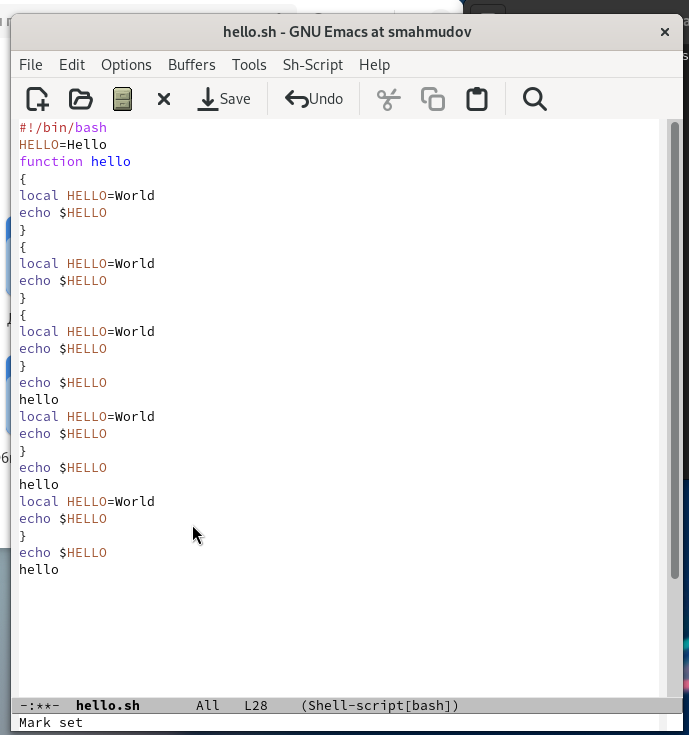 hello.sh - GNU Emacs at smahmudov
File Edit Options Buffers Tools Sh-Script Help
Save Undo
#!/bin/bash
HELLO=Hello
function hello
{
local HELLO=World
echo $HELLO
}
{
local HELLO=World
echo $HELLO
}
{
local HELLO=World
echo $HELLO
}
echo $HELLO
hello
local HELLO=World
echo $HELLO
}
echo $HELLO
hello
local HELLO=World
echo $HELLO
}
echo $HELLO
hello
-:**- hello.sh All L28 (Shell-script[bash])
Mark set